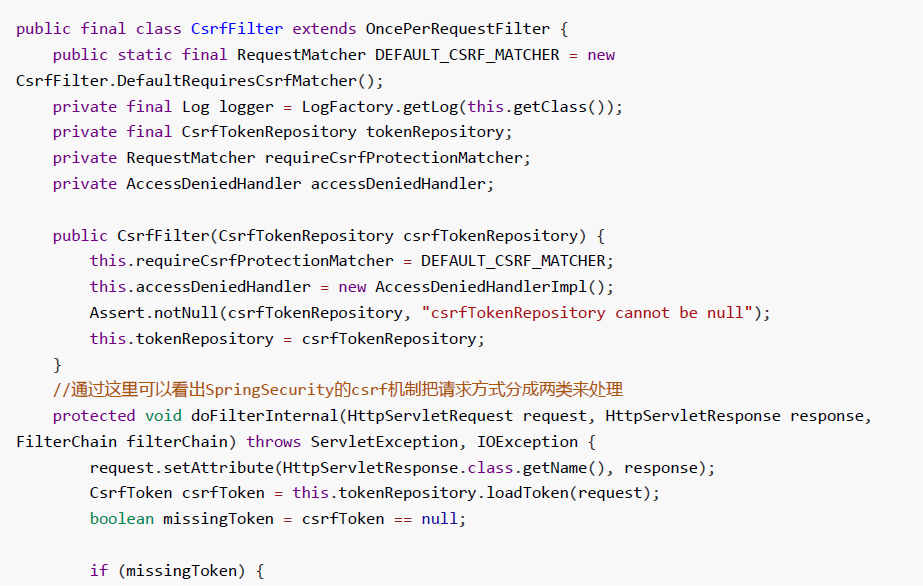 public final class CsrfFilter extends OncePerRequestFilter {
    public static final RequestMatcher DEFAULT_CSRF_MATCHER = new
CsrfFilter.DefaultRequiresCsrfMatcher();
    private final Log logger = LogFactory.getLog(this.getClass());
    private final CsrfTokenRepository tokenRepository;
    private RequestMatcher requireCsrfProtectionMatcher;
    private AccessDeniedHandler accessDeniedHandler;

    public CsrfFilter(CsrfTokenRepository csrfTokenRepository) {
        this.requireCsrfProtectionMatcher = DEFAULT_CSRF_MATCHER;
        this.accessDeniedHandler = new AccessDeniedHandlerImpl();
        Assert.notNull(csrfTokenRepository, "csrfTokenRepository cannot be null");
        this.tokenRepository = csrfTokenRepository;
    }
    //通过这里可以看出SpringSecurity的csrf机制把请求方式分成两类来处理
    protected void doFilterInternal(HttpServletRequest request, HttpServletResponse response,
FilterChain filterChain) throws ServletException, IOException {
        request.setAttribute(HttpServletResponse.class.getName(), response);
        CsrfToken csrfToken = this.tokenRepository.loadToken(request);
        boolean missingToken = csrfToken == null;

        if (missingToken) {